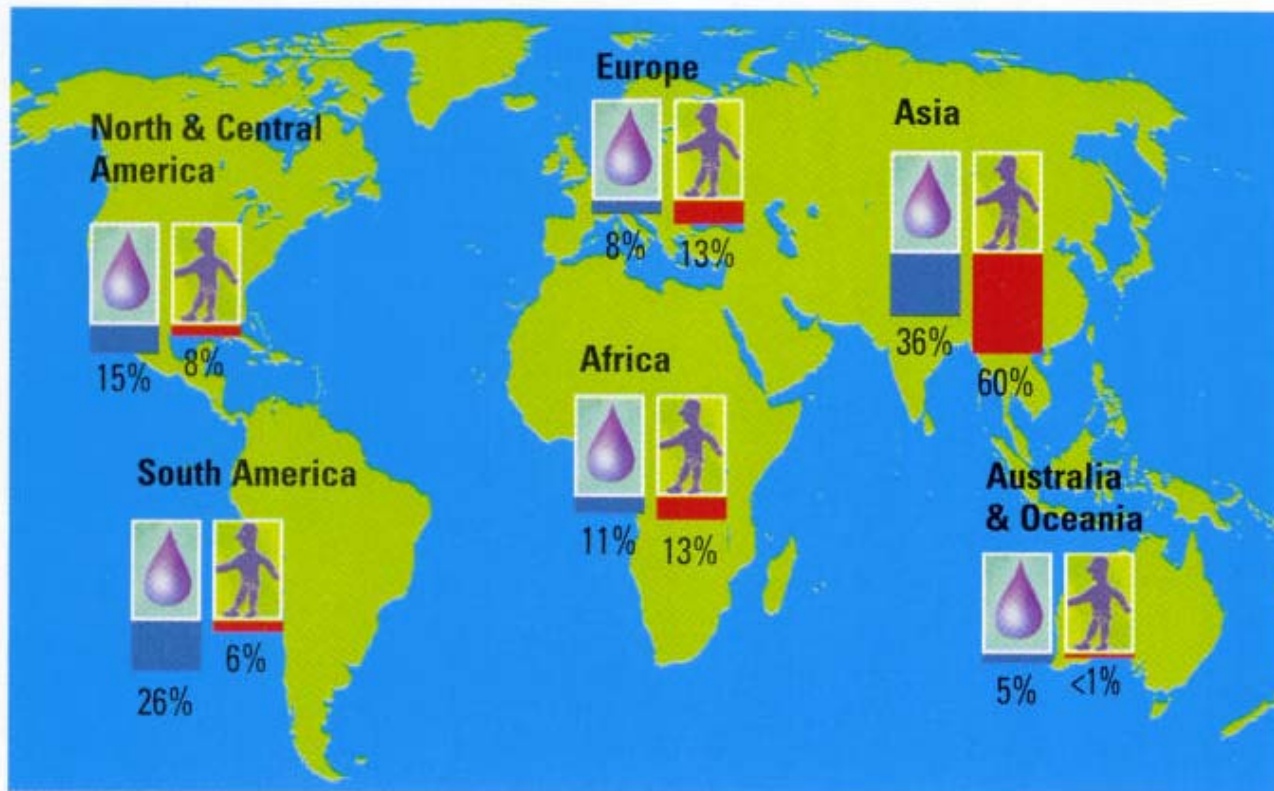 North & Central
America
15%
8%
Europe
8%
13%
Asia
36%
60%
Africa
11%
13%
South America
26%
6%
Australia
& Oceania
5%
<1%